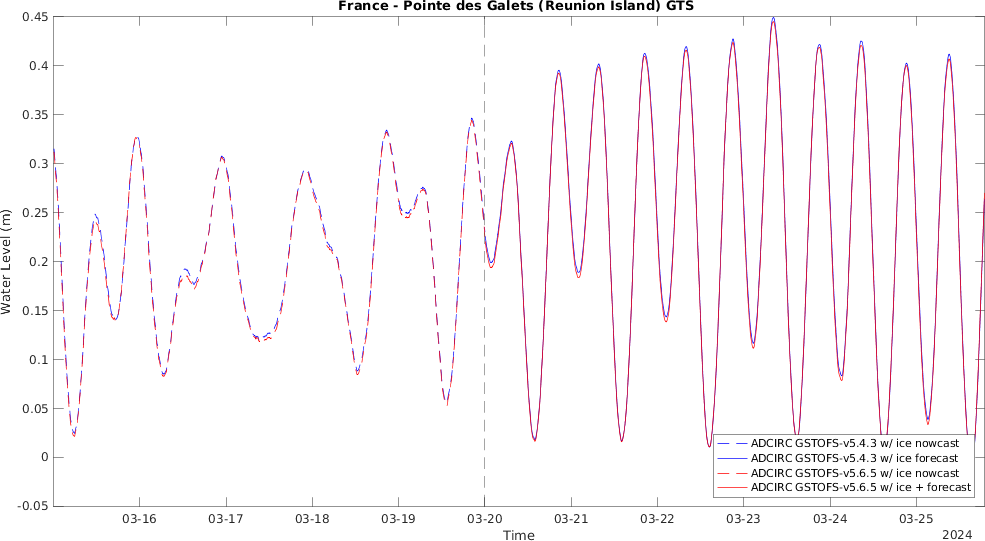 France - Pointe des Galets (Reunion Island) GTS
0.45
0.4
0.35
0.3
0.25
0.2
0.15
0.1
0.05
0
-0.05
Water Level (m)
ADCIRC GSTOFS-v5.4.3 w/ ice nowcast
ADCIRC GSTOFS-v5.4.3 w/ ice forecast
ADCIRC GSTOFS-v5.6.5 w/ ice nowcast
ADCIRC GSTOFS-v5.6.5 w/ ice + forecast
03-16 03-17 03-18 03-19 03-20 03-21 03-22 03-23 03-24 03-25
Time
2024